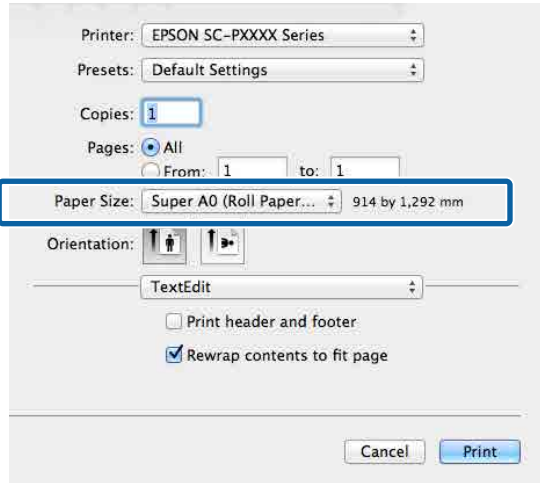 Printer: EPSON SC-PXXXX Series
Presets: Default Settings
Copies: 1
Pages: All
From: 1 to: 1
Paper Size: Super A0 (Roll Paper... 914 by 1,292 mm
Orientation:
TextEdit
Print header and footer
Rewrap contents to fit page
Cancel Print